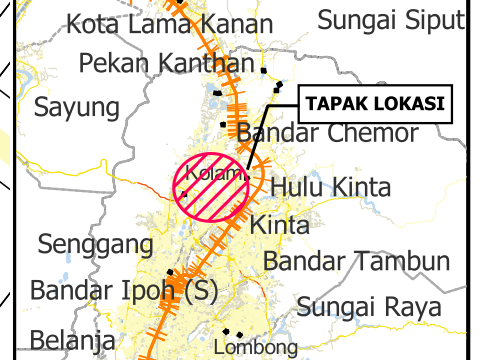 Kota Lama Kanan
Sungai Siput
Pekan Kanthan
TAPAK LOKASI
Sayung
Bandar Chemor
Kolam
Hulu Kinta
Kinta
Senggang
Bandar Tambun
Bandar Ipoh (S)
Sungai Raya
Belanja
Lombong